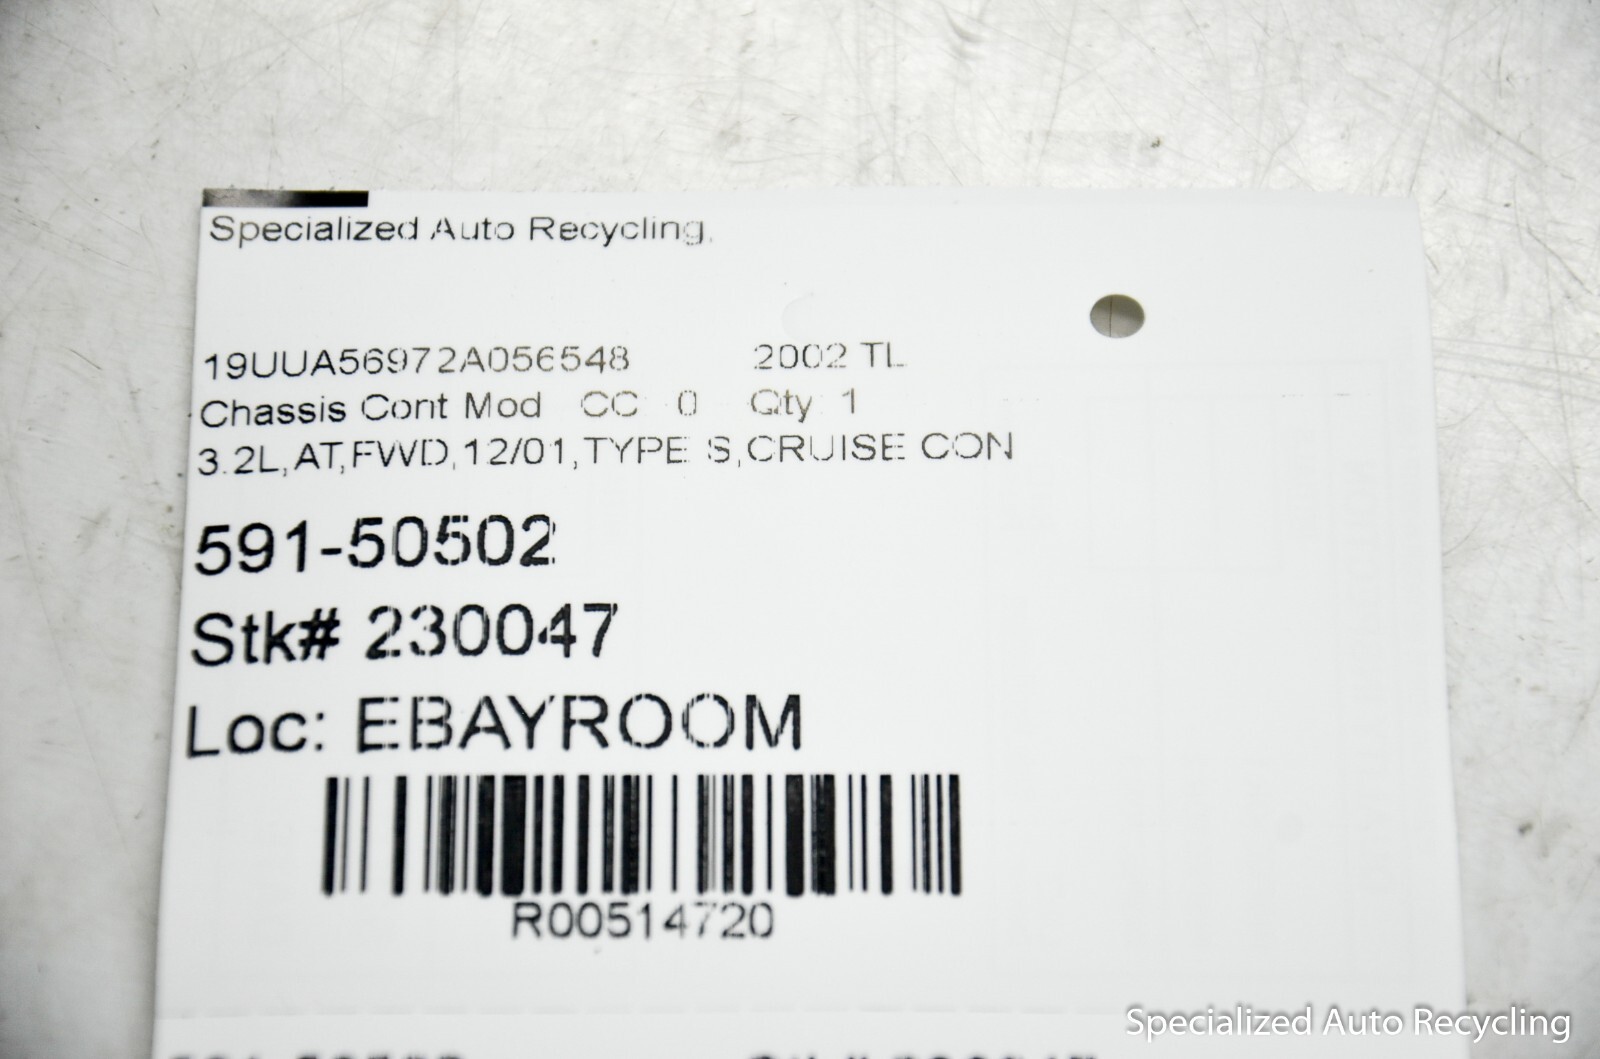 Specialized Auto Recycling,
19UUA56972A056548 2002 TL
Chassis Cont Mod CC 0 Qty 1
3.2L,AT,FWD,12/01,TYPE S,CRUISE CON
591-50502
Stk# 230047
Loc: EBAYROOM
R00514720
Specialized Auto Recycling